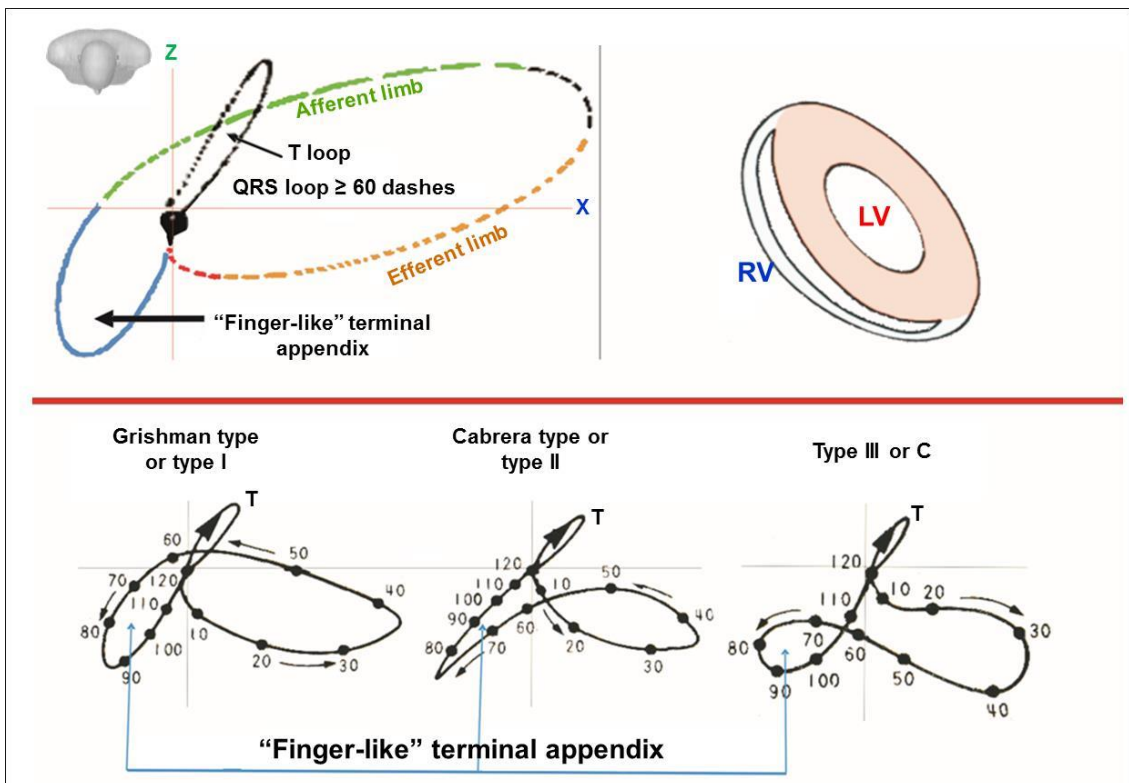 Z
Afferent limb
T loop
QRS loop ≥ 60 dashes
X
Efferent limb
“Finger-like” terminal
appendix
LV
RV
Grishman type
or type I
T
60
50
70
120
40
110
80
10
100
20
30
90
Cabrera type or
type II
T
120
110
10
50
100
40
90
60
70
20
80
30
Type III or C
T
120
10
20
110
30
80
70
60
90
100
50
40
“Finger-like” terminal appendix